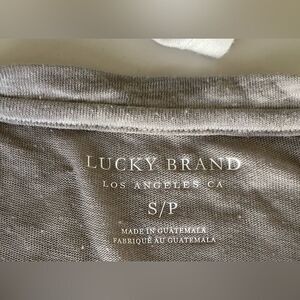 LUCKY BRAND
LOS ANGELES CA
S/P
MADE IN GUATEMALA
FABRIQUÉ AU GUATEMALA